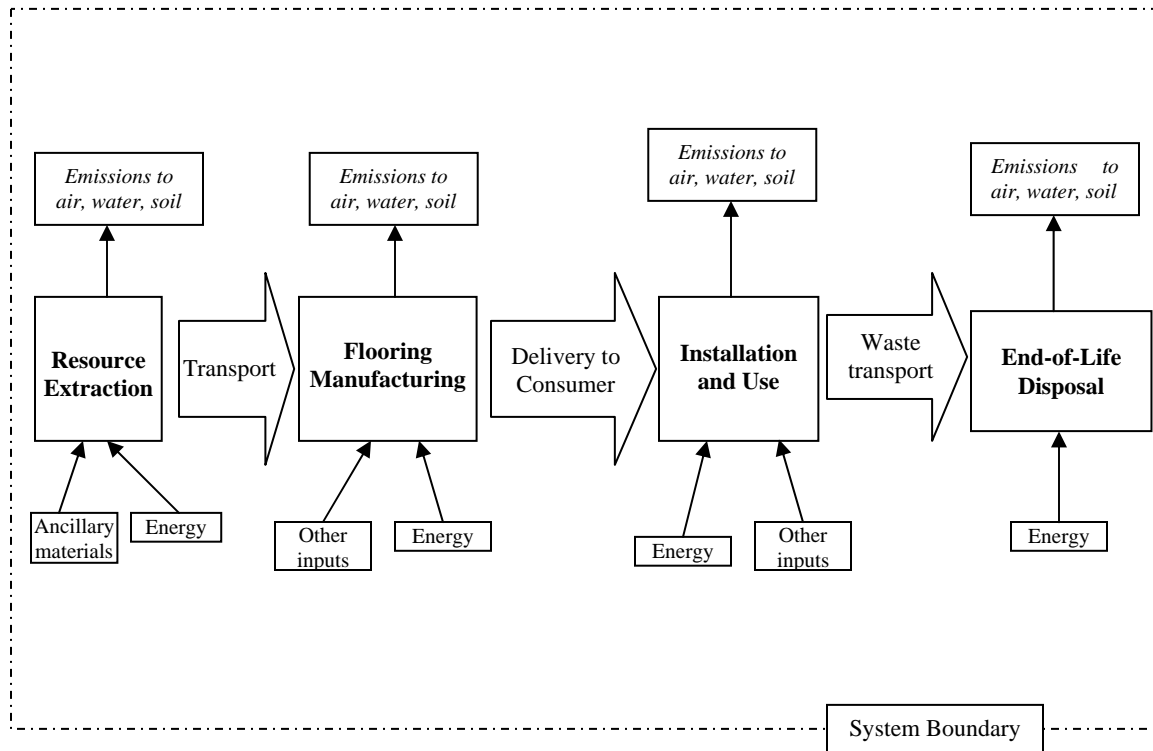 Emissions to
air, water, soil
Emissions to
air, water, soil
Emissions to
air, water, soil
Emissions to
air, water, soil
Resource
Extraction
Transport
Flooring
Manufacturing
Delivery to
Consumer
Installation
and Use
Waste
transport
End-of-Life
Disposal
Ancillary
materials
Energy
Other
inputs
Energy
Energy
Other
inputs
Energy
System Boundary